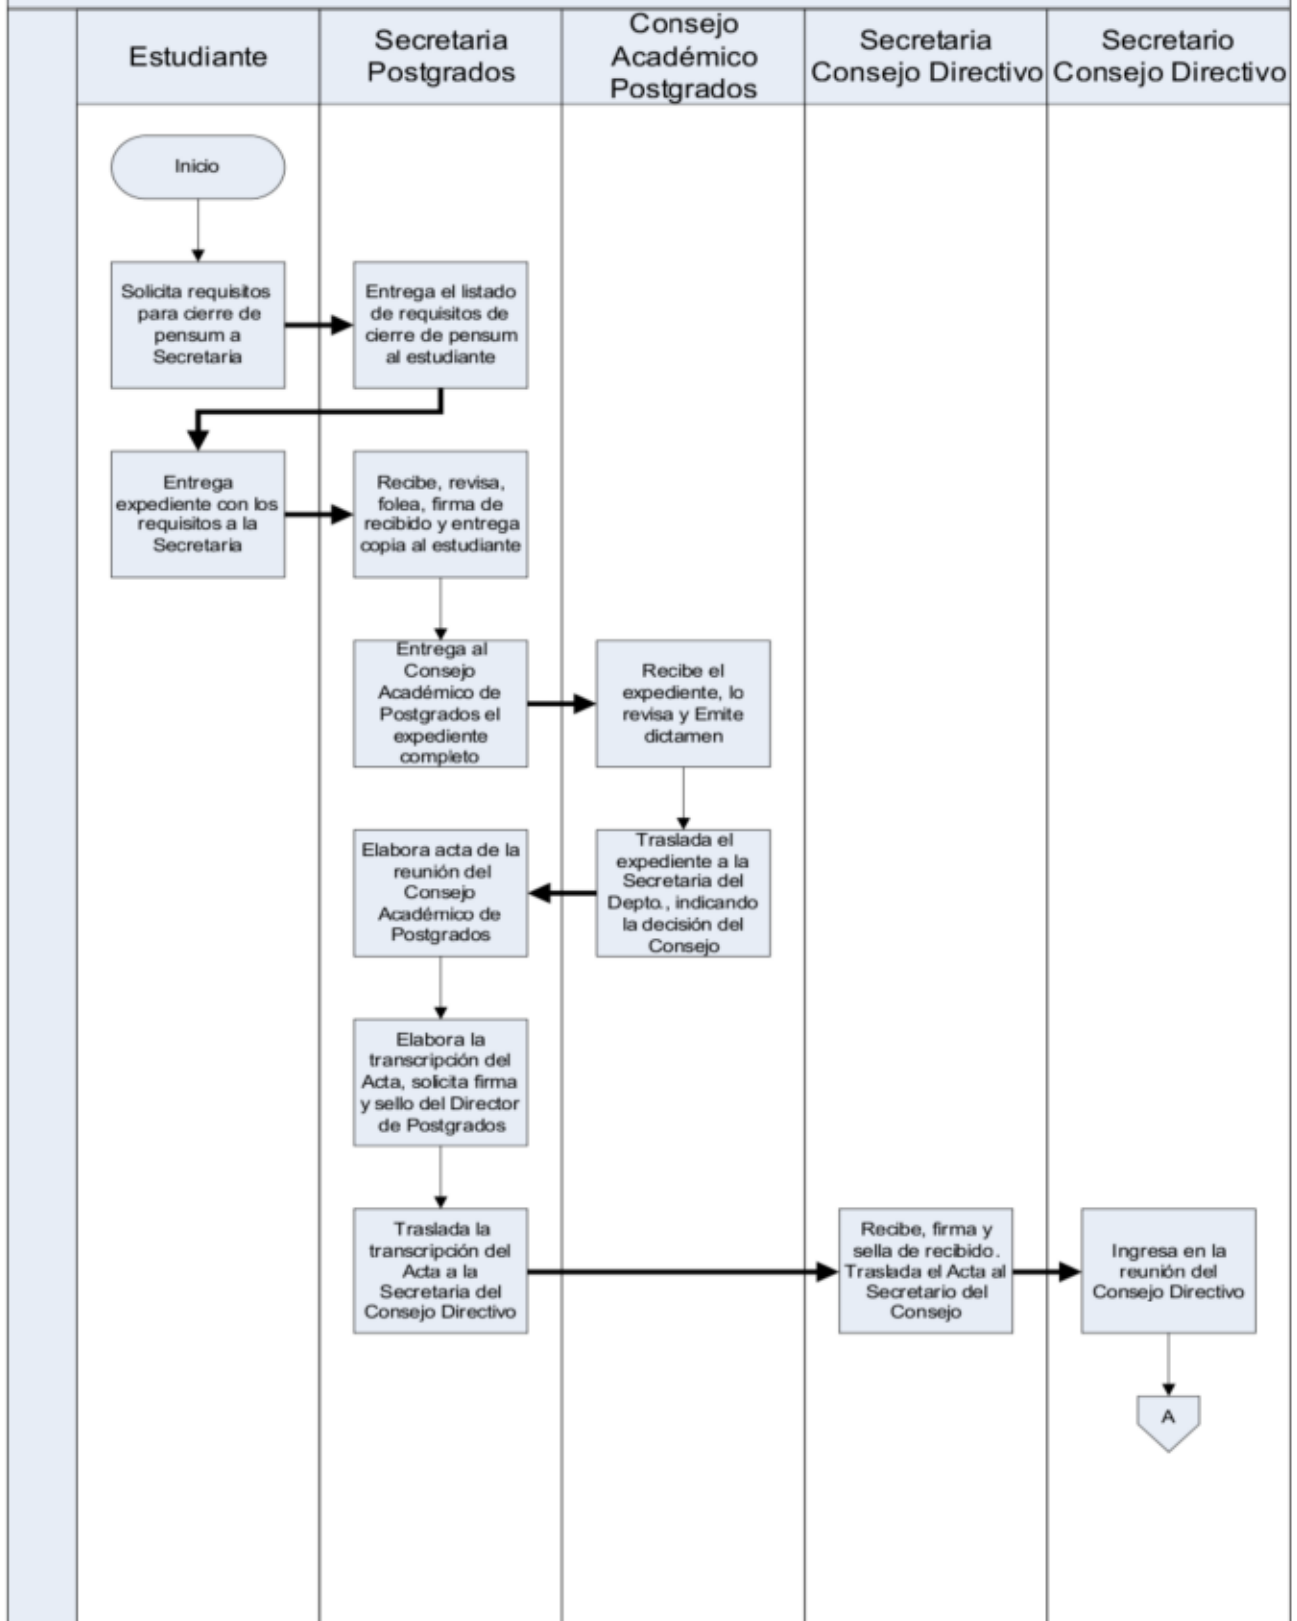 Estudiante
Secretaria
Postgrados
Consejo
Académico
Postgrados
Secretaria
Consejo Directivo
Secretario
Consejo Directivo
Inicio
Solicita requisitos
para cierre de
pensum a
Secretaria
Entrega el listado
de requisitos de
cierre de pensum
al estudiante
Entrega
expediente con los
requisitos a la
Secretaria
Recibe, revisa,
folea, firma de
recibido y entrega
copia al estudiante
Entrega al
Consejo
Académico de
Postgrados el
expediente
completo
Recibe el
expediente, lo
revisa y Emite
dictamen
Traslada el
expediente a la
Secretaria del
Depto., indicando
la decisión del
Consejo
Elabora acta de la
reunión del
Consejo
Académico de
Postgrados
Elabora la
transcripción del
Acta, solicita firma
y sello del Director
de Postgrados
Traslada la
transcripción del
Acta a la
Secretaria del
Consejo Directivo
Recibe, firma y
sella de recibido.
Traslada el Acta al
Secretario del
Consejo
Ingresa en la
reunión del
Consejo Directivo
A